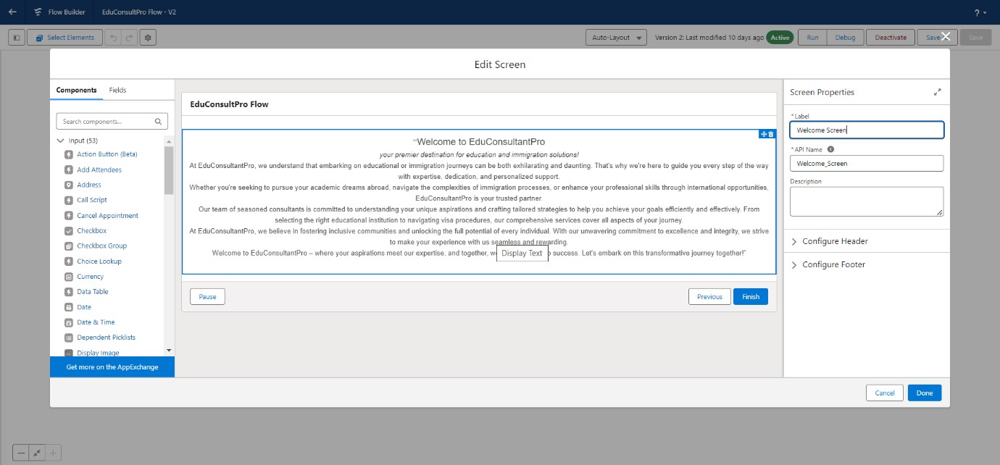 Flow Builder
EduConsultPro Flow - V2
?
Select Elements
Auto-Layout
Version 2: Last modified 10 days ago
Active
Run
Debug
Deactivate
Save
Save
Edit Screen
Components
Fields
Search components...
Input (53)
Action Button (Beta)
Add Attendees
Address
Call Script
Cancel Appointment
Checkbox
Checkbox Group
Choice Lookup
Currency
Data Table
Date
Date & Time
Dependent Picklists
Display Image
Get more on the AppExchange
EduConsultPro Flow
“Welcome to EduConsultantPro
your premier destination for education and immigration solutions!
At EduConsultantPro, we understand that embarking on educational or immigration journeys can be both exhilarating and daunting. That's why we're here to guide you every step of the way
with expertise, dedication, and personalized support.
Whether you're seeking to pursue your academic dreams abroad, navigate the complexities of immigration processes, or enhance your professional skills through international opportunities,
EduConsultantPro is your trusted partner.
Our team of seasoned consultants is committed to understanding your unique aspirations and crafting tailored strategies to help you achieve your goals efficiently and effectively. From
selecting the right educational institution to navigating visa procedures, our comprehensive services cover all aspects of your journey.
At EduConsultantPro, we believe in fostering inclusive communities and unlocking the full potential of every individual. With our unwavering commitment to excellence and integrity, we strive
to make your experience with us seamless and rewarding.
Welcome to EduConsultantPro – where your aspirations meet our expertise, and together, success. Let's embark on this transformative journey together!”
Display Text
Pause
Previous
Finish
Screen Properties
* Label
Welcome Screen
* API Name
Welcome_Screen
Description
Configure Header
Configure Footer
Cancel
Done